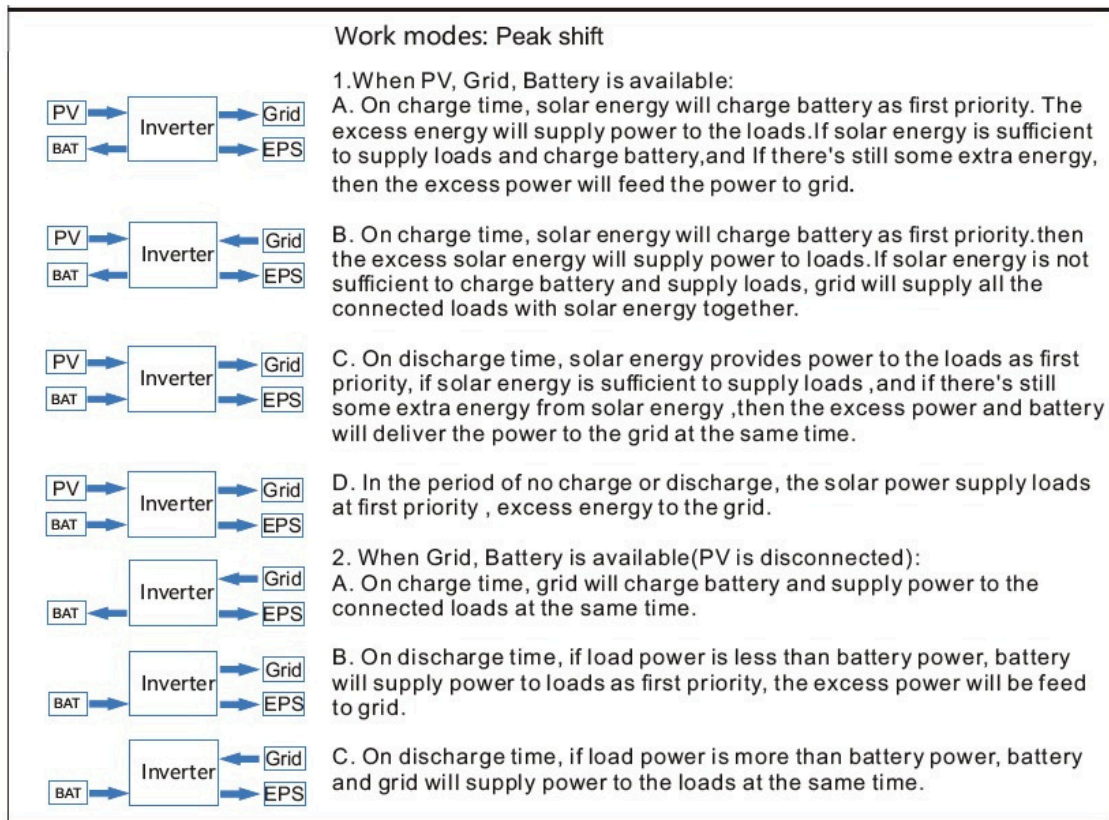 Work modes: Peak shift
1.When PV, Grid, Battery is available:
PV
BAT
Inverter
Grid
EPS
A. On charge time, solar energy will charge battery as first priority. The
excess energy will supply power to the loads.If solar energy is sufficient
to supply loads and charge battery,and If there's still some extra energy,
then the excess power will feed the power to grid.
PV
BAT
Inverter
Grid
EPS
B. On charge time, solar energy will charge battery as first priority.then
the excess solar energy will supply power to loads.If solar energy is not
sufficient to charge battery and supply loads, grid will supply all the
connected loads with solar energy together.
PV
BAT
Inverter
Grid
EPS
C. On discharge time, solar energy provides power to the loads as first
priority, if solar energy is sufficient to supply loads ,and if there's still
some extra energy from solar energy ,then the excess power and battery
will deliver the power to the grid at the same time.
PV
BAT
Inverter
Grid
EPS
D. In the period of no charge or discharge, the solar power supply loads
at first priority , excess energy to the grid.
2. When Grid, Battery is available(PV is disconnected):
BAT
Inverter
Grid
EPS
A. On charge time, grid will charge battery and supply power to the
connected loads at the same time.
BAT
Inverter
Grid
EPS
B. On discharge time, if load power is less than battery power, battery
will supply power to loads as first priority, the excess power will be feed
to grid.
BAT
Inverter
Grid
EPS
C. On discharge time, if load power is more than battery power, battery
and grid will supply power to the loads at the same time.